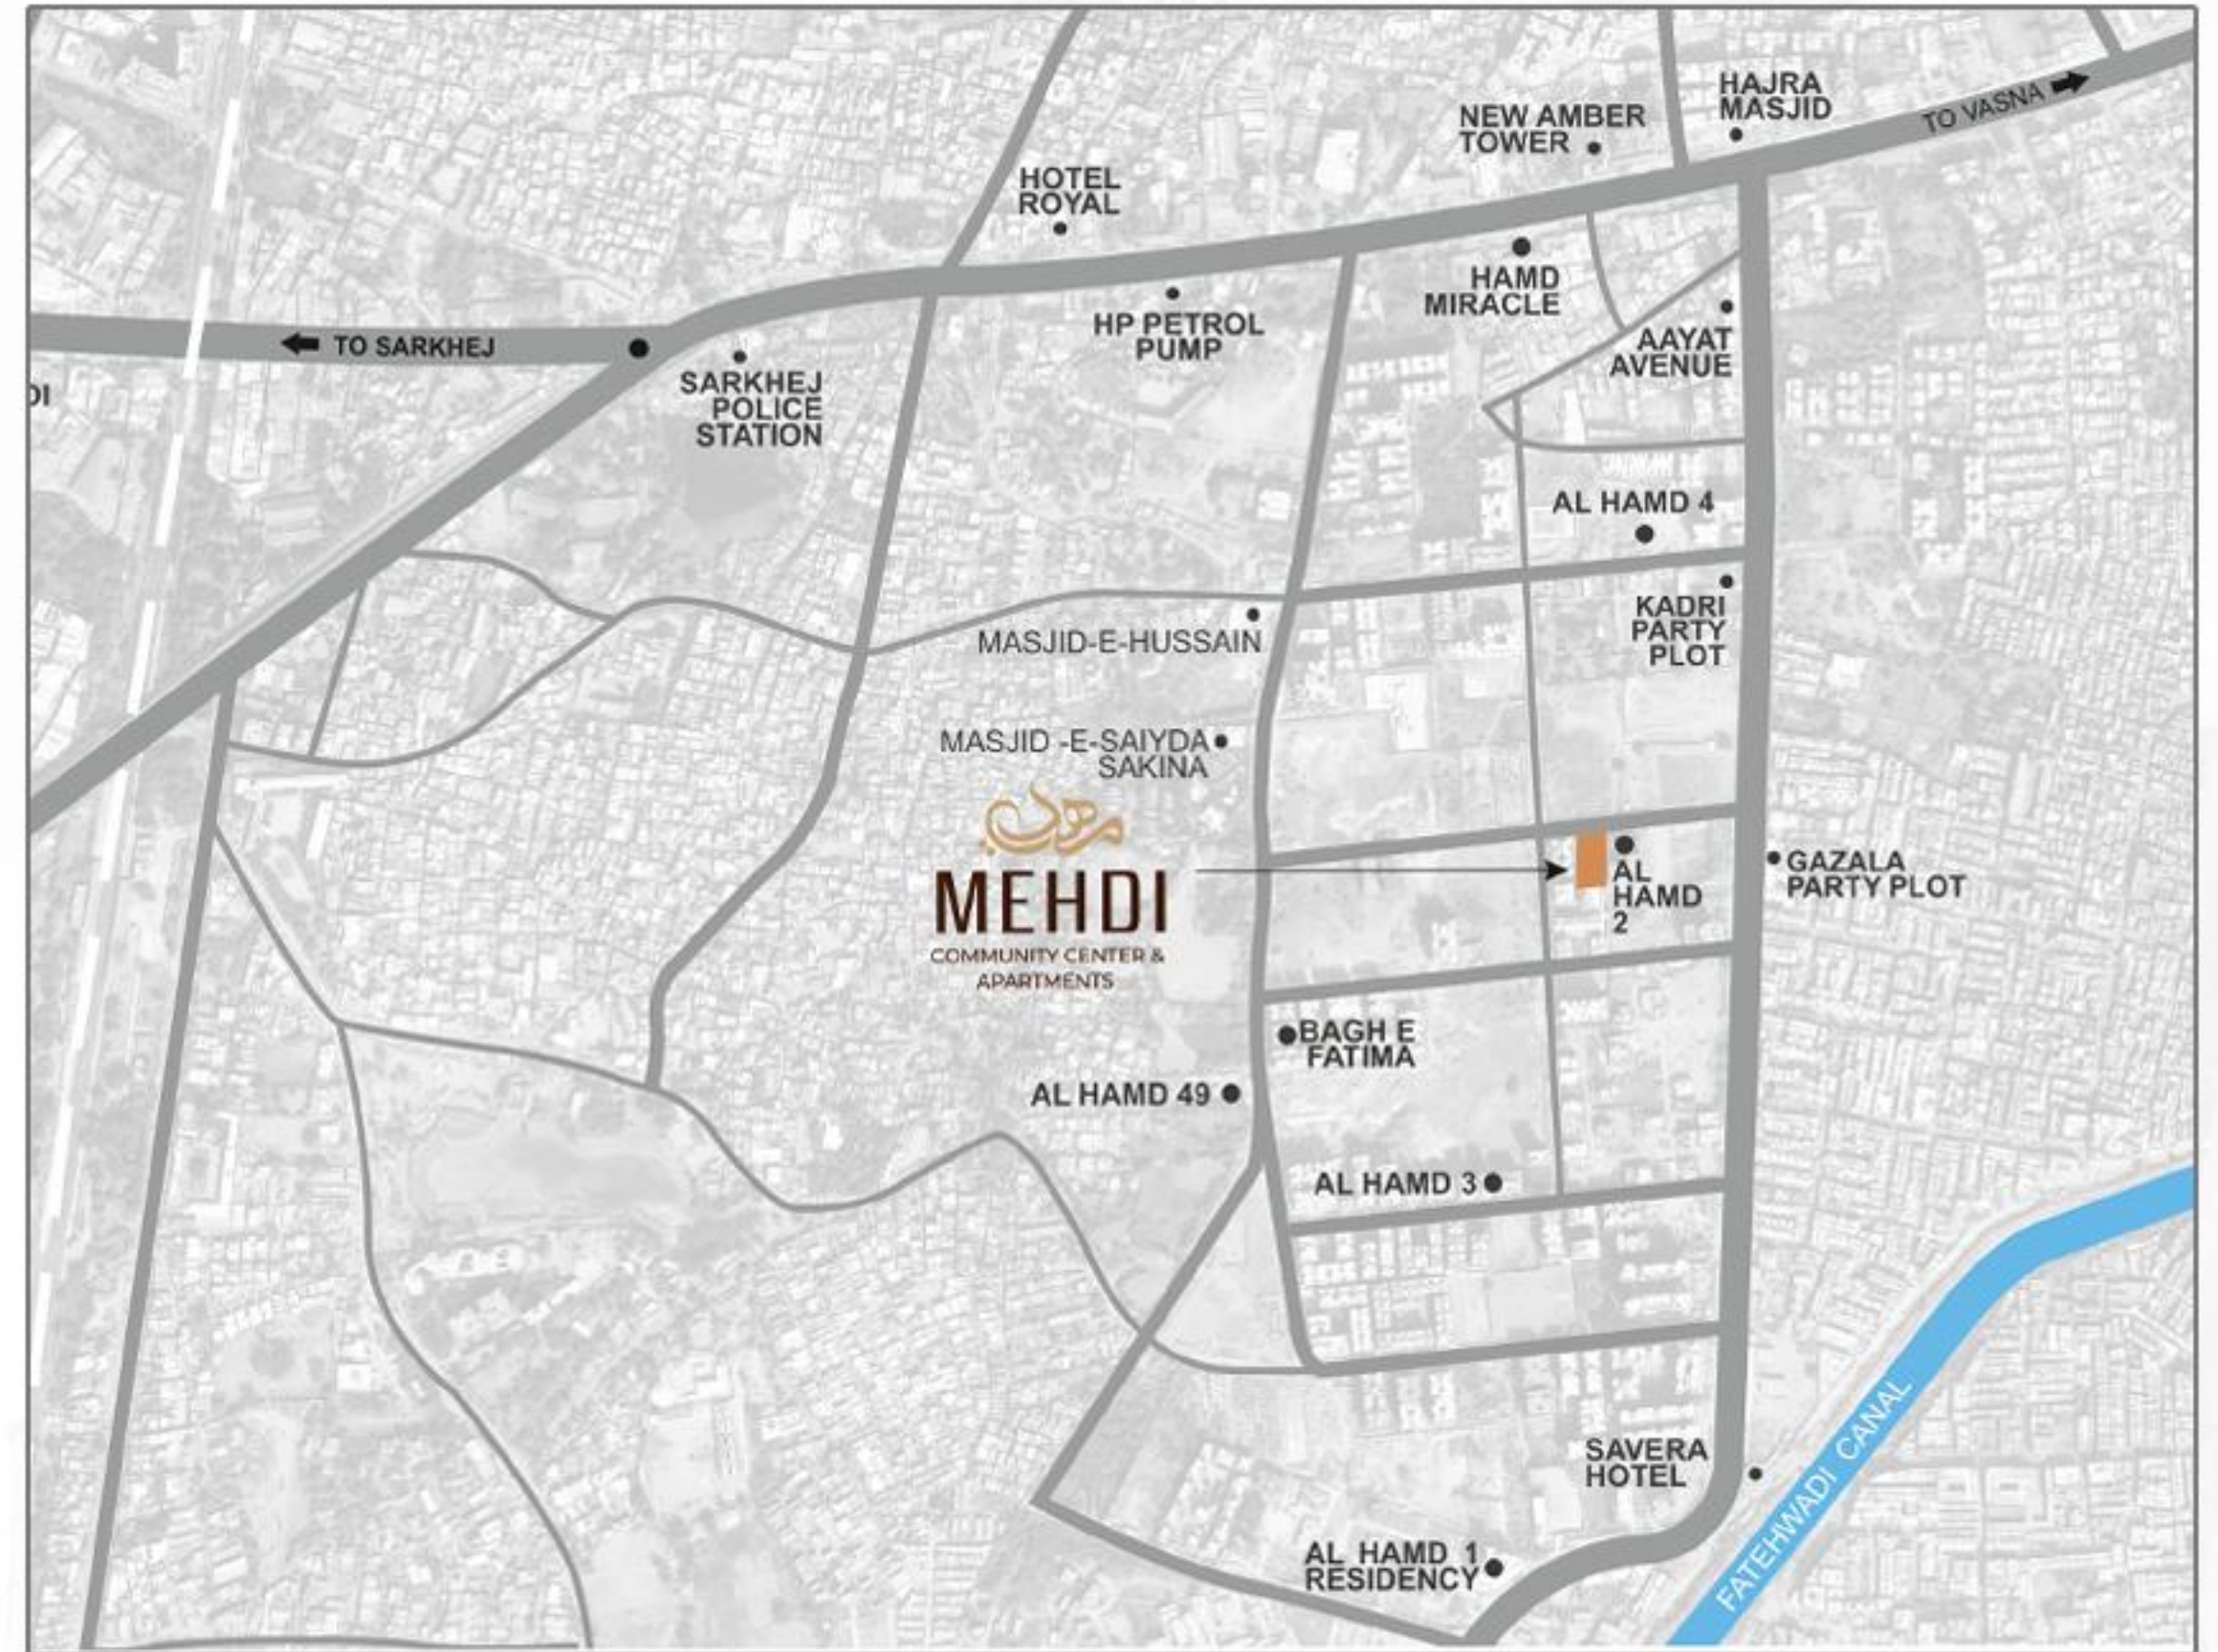 HAJRA
MASJID
TO VASNA
NEW AMBER
TOWER
HOTEL
ROYAL
HAMD
MIRACLE
HP PETROL
PUMP
TO SARKHEJ
AAYAT
AVENUE
SARKHEJ
POLICE
STATION
DI
AL HAMD 4
KADRI
PARTY
PLOT
MASJID-E-HUSSAIN
MASJID -E-SAIYDA
SAKINA
MEHDI
COMMUNITY CENTER &
APARTMENTS
AL
HAMD
2
GAZALA
PARTY PLOT
BAGH E
FATIMA
AL HAMD 49
AL HAMD 3
SAVERA
HOTEL
FATEHWADI CANAL
AL HAMD 1
RESIDENCY